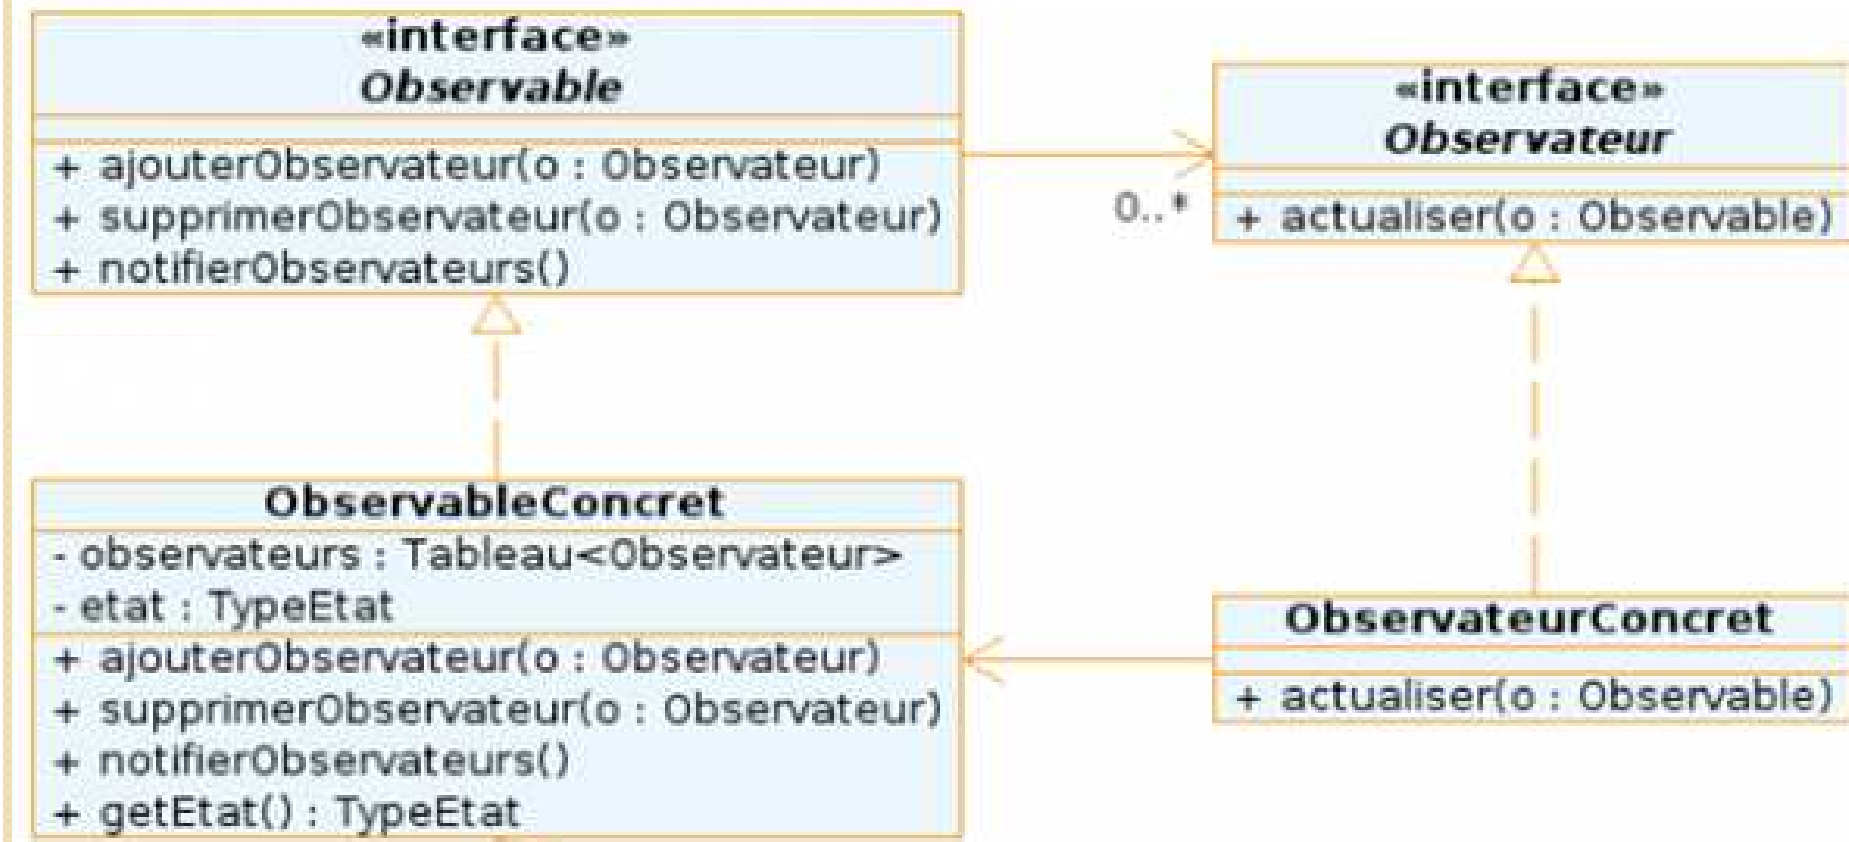 «interface»
Observable
+ ajouterObservateur(o : Observateur)
+ supprimerObservateur(o : Observateur)
+ notifierObservateurs()
«interface»
Observateur
0..*
+ actualiser(o : Observable)
ObservableConcret
- observateurs : Tableau<Observateur>
- etat : TypeEtat
+ ajouterObservateur(o : Observateur)
+ supprimerObservateur(o : Observateur)
+ notifierObservateurs()
+ getEtat() : TypeEtat
ObservateurConcret
+ actualiser(o : Observable)